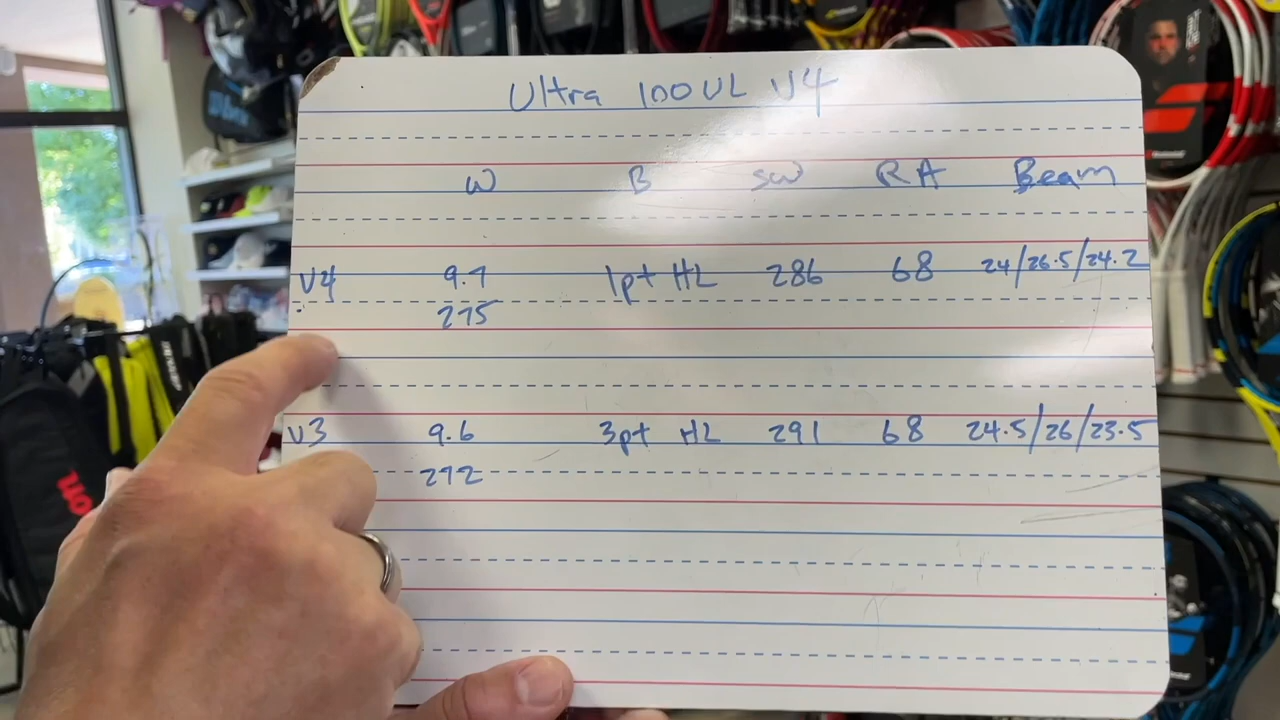 Ultra 100UL V4
W B SW RA Beam
V4 9.7 1pt HL 286 68 24/26.5/24.2
275
V3 9.6 3pt HL 291 68 24.5/26/23.5
272
Wilson